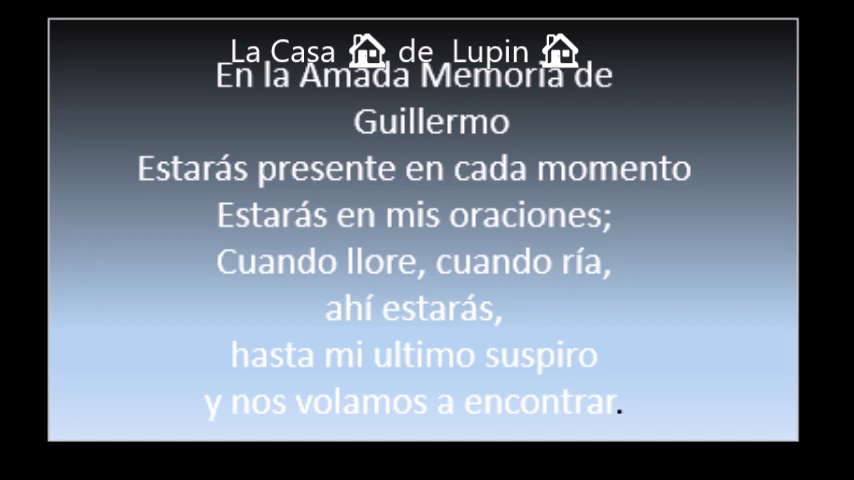 La Casa 🏠 de Lupin 🏠
En la Amada Memoria de
Guillermo
Estarás presente en cada momento
Estarás en mis oraciones;
Cuando llore, cuando ría,
ahí estarás,
hasta mi ultimo suspiro
y nos volamos a encontrar.